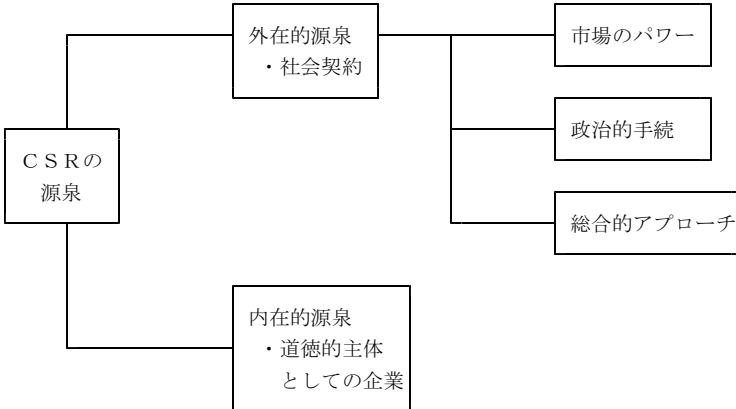 ＣＳＲの
源泉
外在的源泉
・社会契約
市場のパワー
政治的手続
総合的アプローチ
内在的源泉
・道徳的主体
としての企業